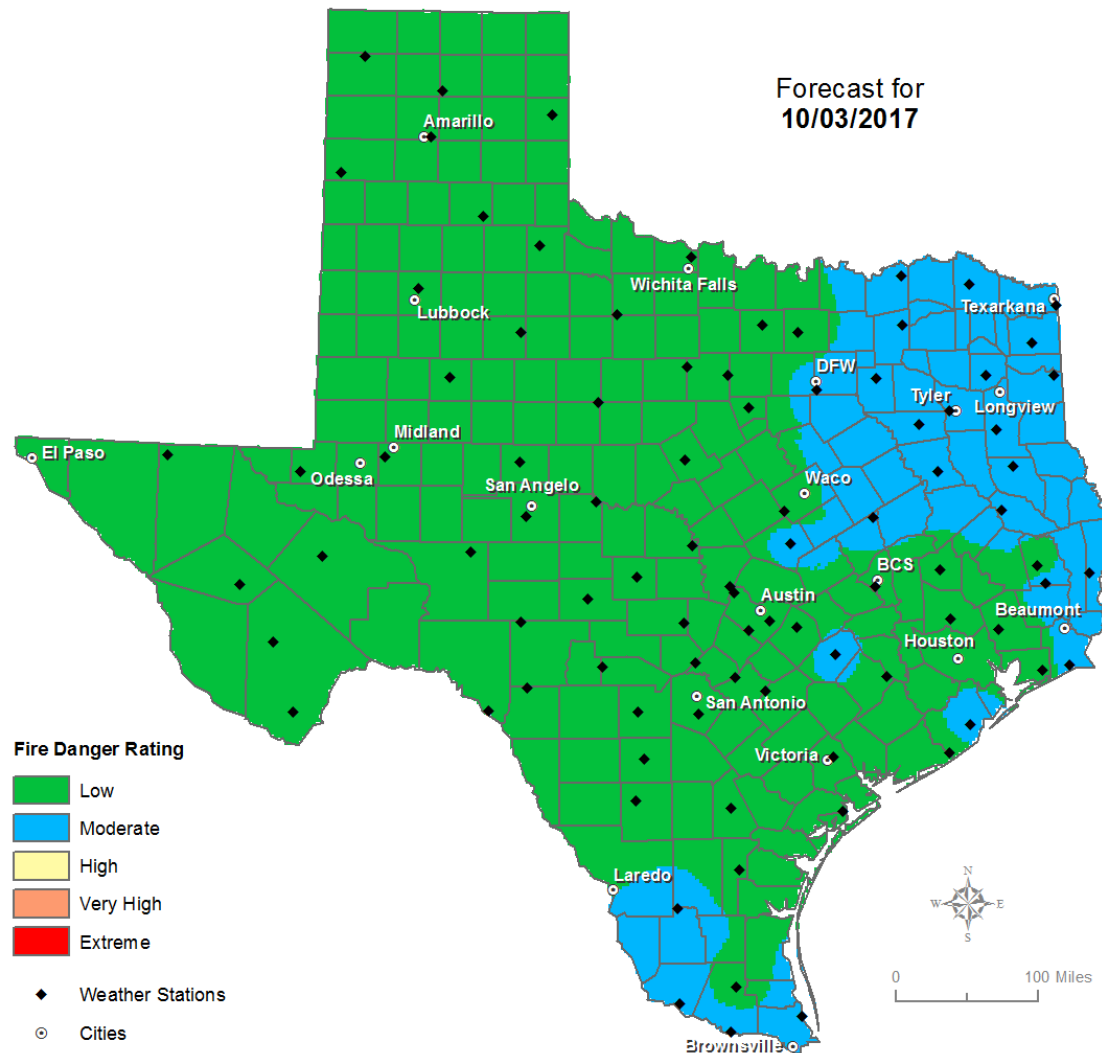 Forecast for
10/03/2017
Amarillo
Wichita Falls
Lubbock
Texarkana
DFW
Tyler
Longview
Midland
El Paso
Odessa
San Angelo
Waco
BCS
Austin
Beaumont
Houston
San Antonio
Victoria
Fire Danger Rating
Low
Moderate
High
Very High
Extreme
Weather Stations
Cities
Laredo
N
W
E
S
0
100 Miles
Brownsville